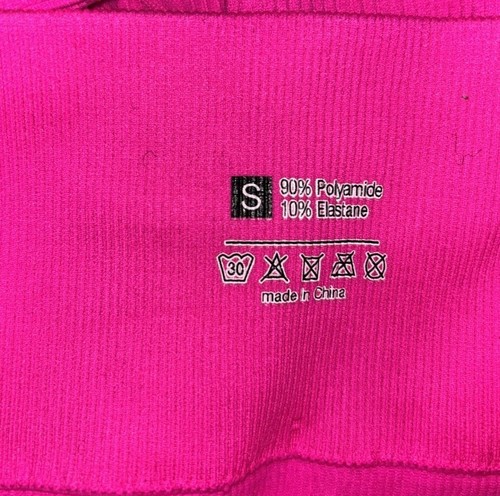 S 90% Polyamide
10% Elastane
30
made in China